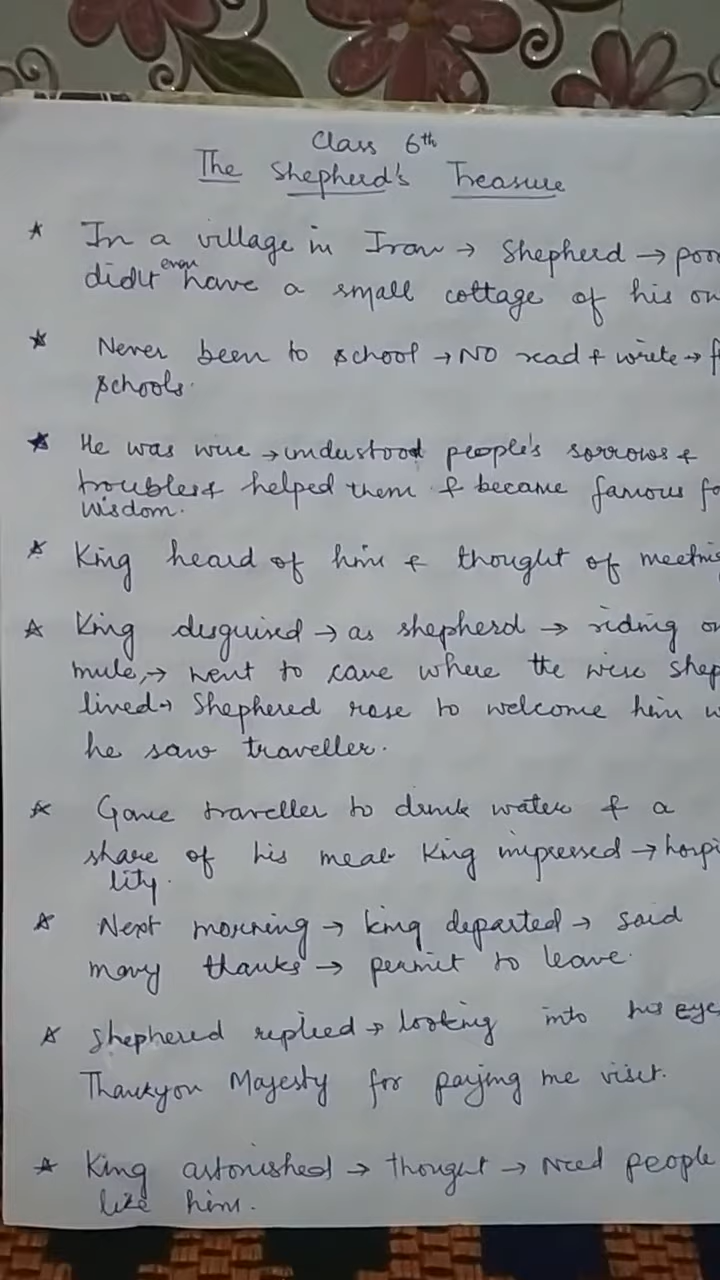 Class 6th
The Shepherd's Treasure
★ In a village in Iran → Shepherd → poor
didn't even have a small cottage of his ow
★ Never been to school → NO read + write → f
schools.
★ He was wise → understood people's sorrows &
troubles & helped them & became famous fo
wisdom.
★ King heard of him & thought of meetin
★ King disguised → as shepherd → riding on
mule, → went to cave where the wise shep
lived → Shephered rose to welcome him w
he saw traveller.
★ Gave traveller to drink water & a
share of his meal King impressed → hospi
lity.
★ Next morning → king departed → said
many thanks → permit to leave.
★ Shephered replied → looking into his eye
Thankyou Majesty for paying me visit.
★ King astonished → thought → Need people
like him.